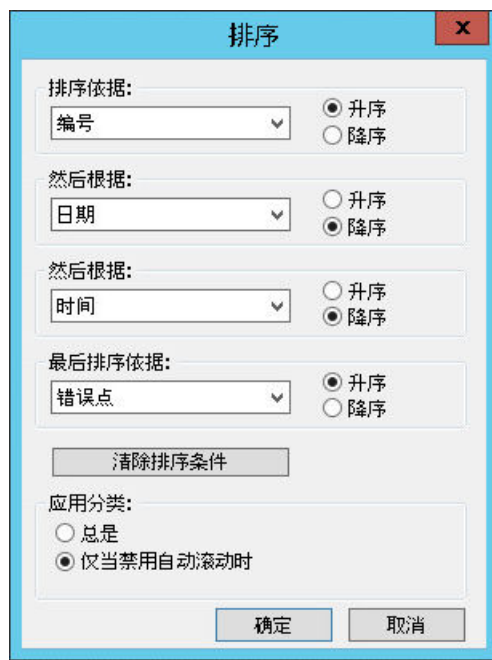 排序
x
排序依据:
编号
升序
降序
然后根据:
日期
升序
降序
然后根据:
时间
升序
降序
最后排序依据:
错误点
升序
降序
清除排序条件
应用分类:
总是
仅当禁用自动滚动时
确定
取消